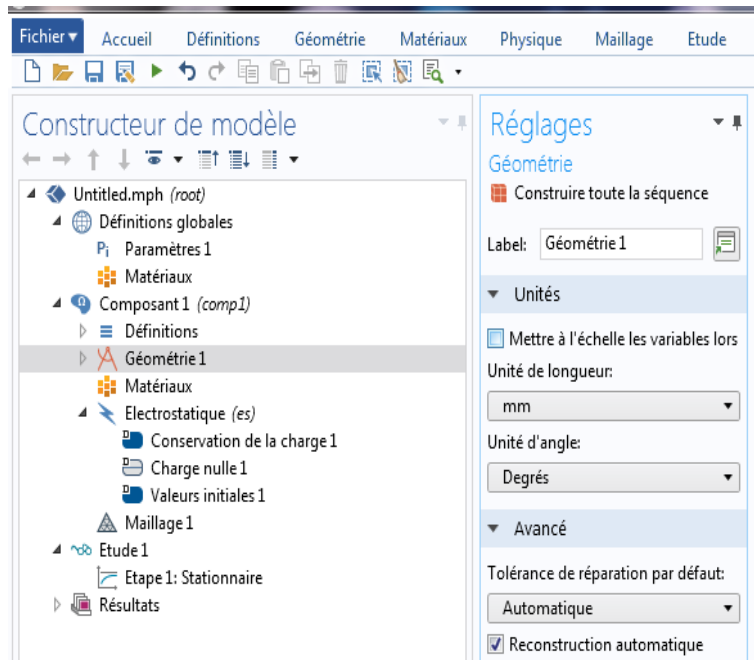 Fichier Accueil Définitions Géométrie Matériaux Physique Maillage Etude
Constructeur de modèle
Untitled.mph (root)
Définitions globales
Pi Paramètres 1
Matériaux
Composant 1 (comp1)
Définitions
Géométrie 1
Matériaux
Electrostatique (es)
D Conservation de la charge 1
D Charge nulle 1
D Valeurs initiales 1
Maillage 1
Etude 1
Etape 1: Stationnaire
Résultats
Réglages
Géométrie
Construire toute la séquence
Label: Géométrie 1
Unités
Mettre à l'échelle les variables lors
Unité de longueur:
mm
Unité d'angle:
Degrés
Avancé
Tolérance de réparation par défaut:
Automatique
Reconstruction automatique